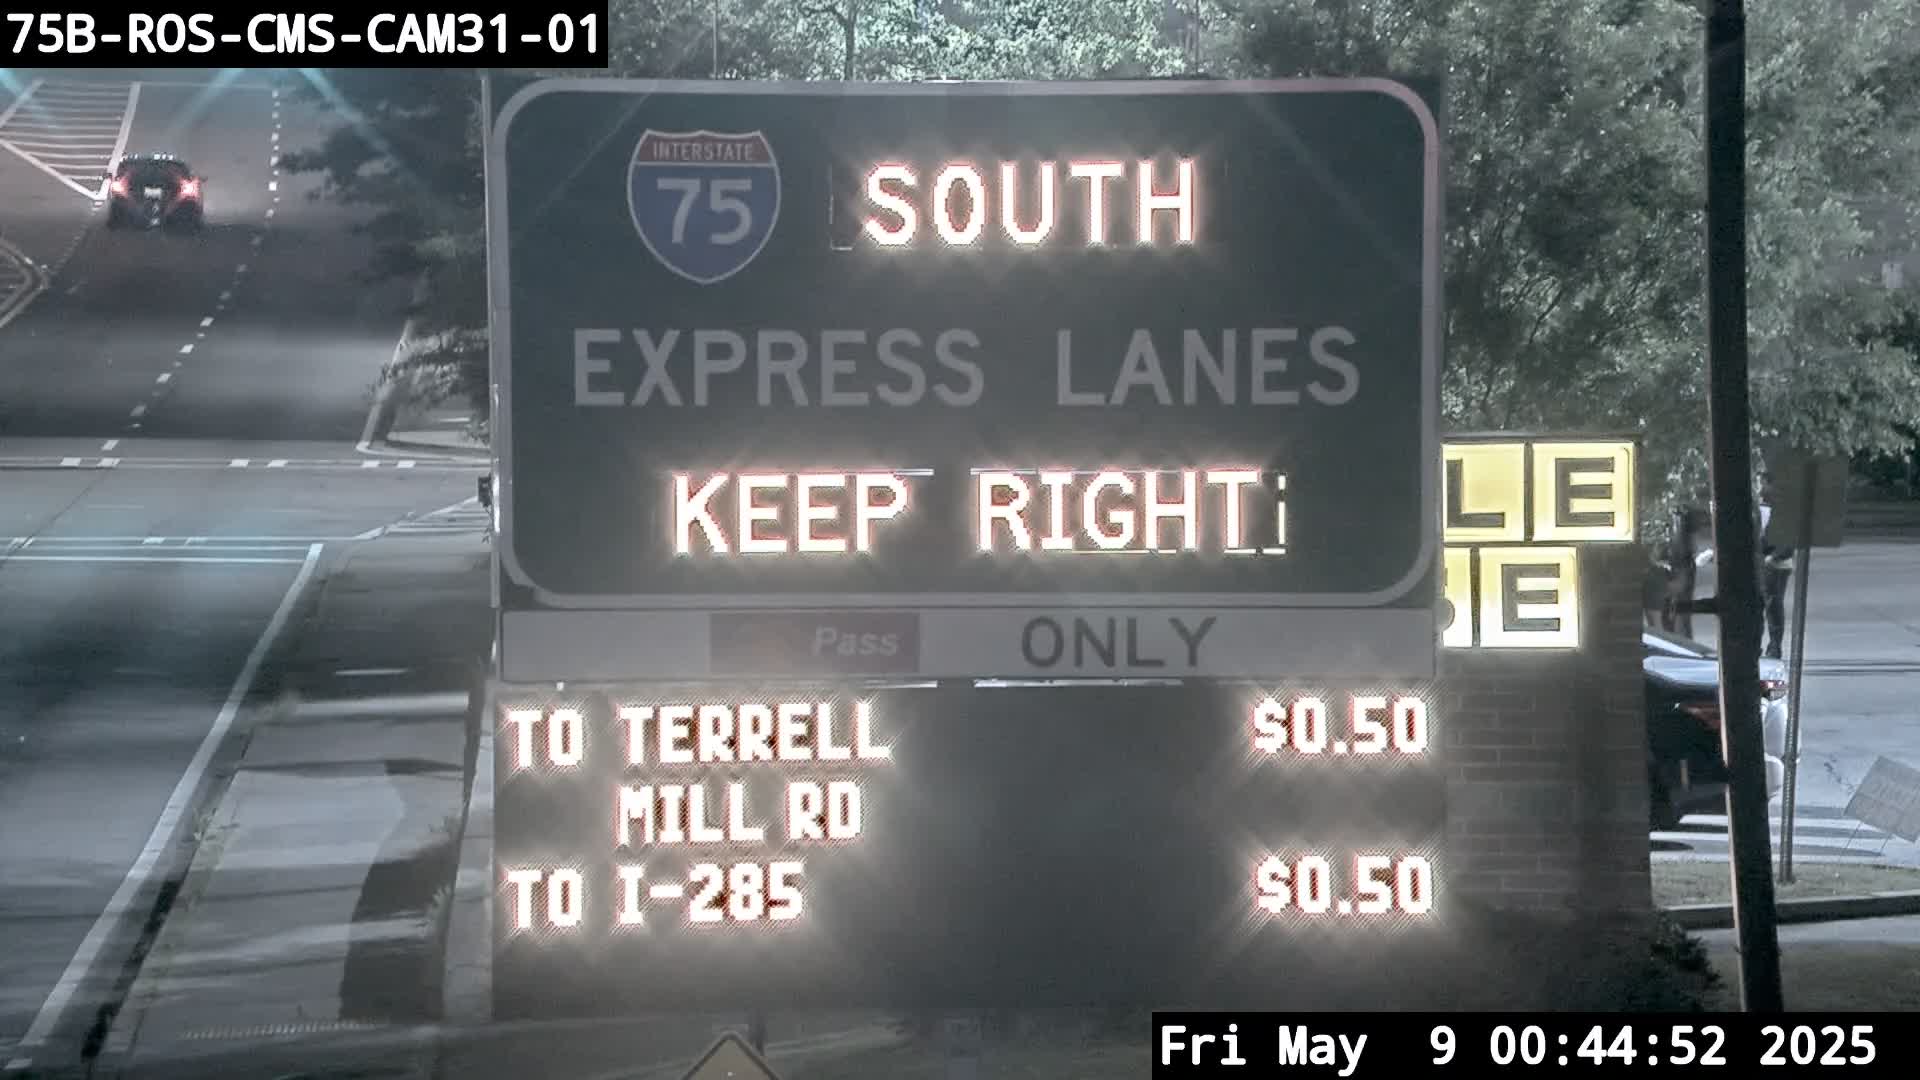 75B-ROS-CMS-CAM31-01
INTERSTATE
75
SOUTH
EXPRESS LANES
KEEP RIGHT
Pass ONLY
TO TERRELL $0.50
MILL RD
TO I-285 $0.50
LE
E
Fri May 9 00:44:52 2025